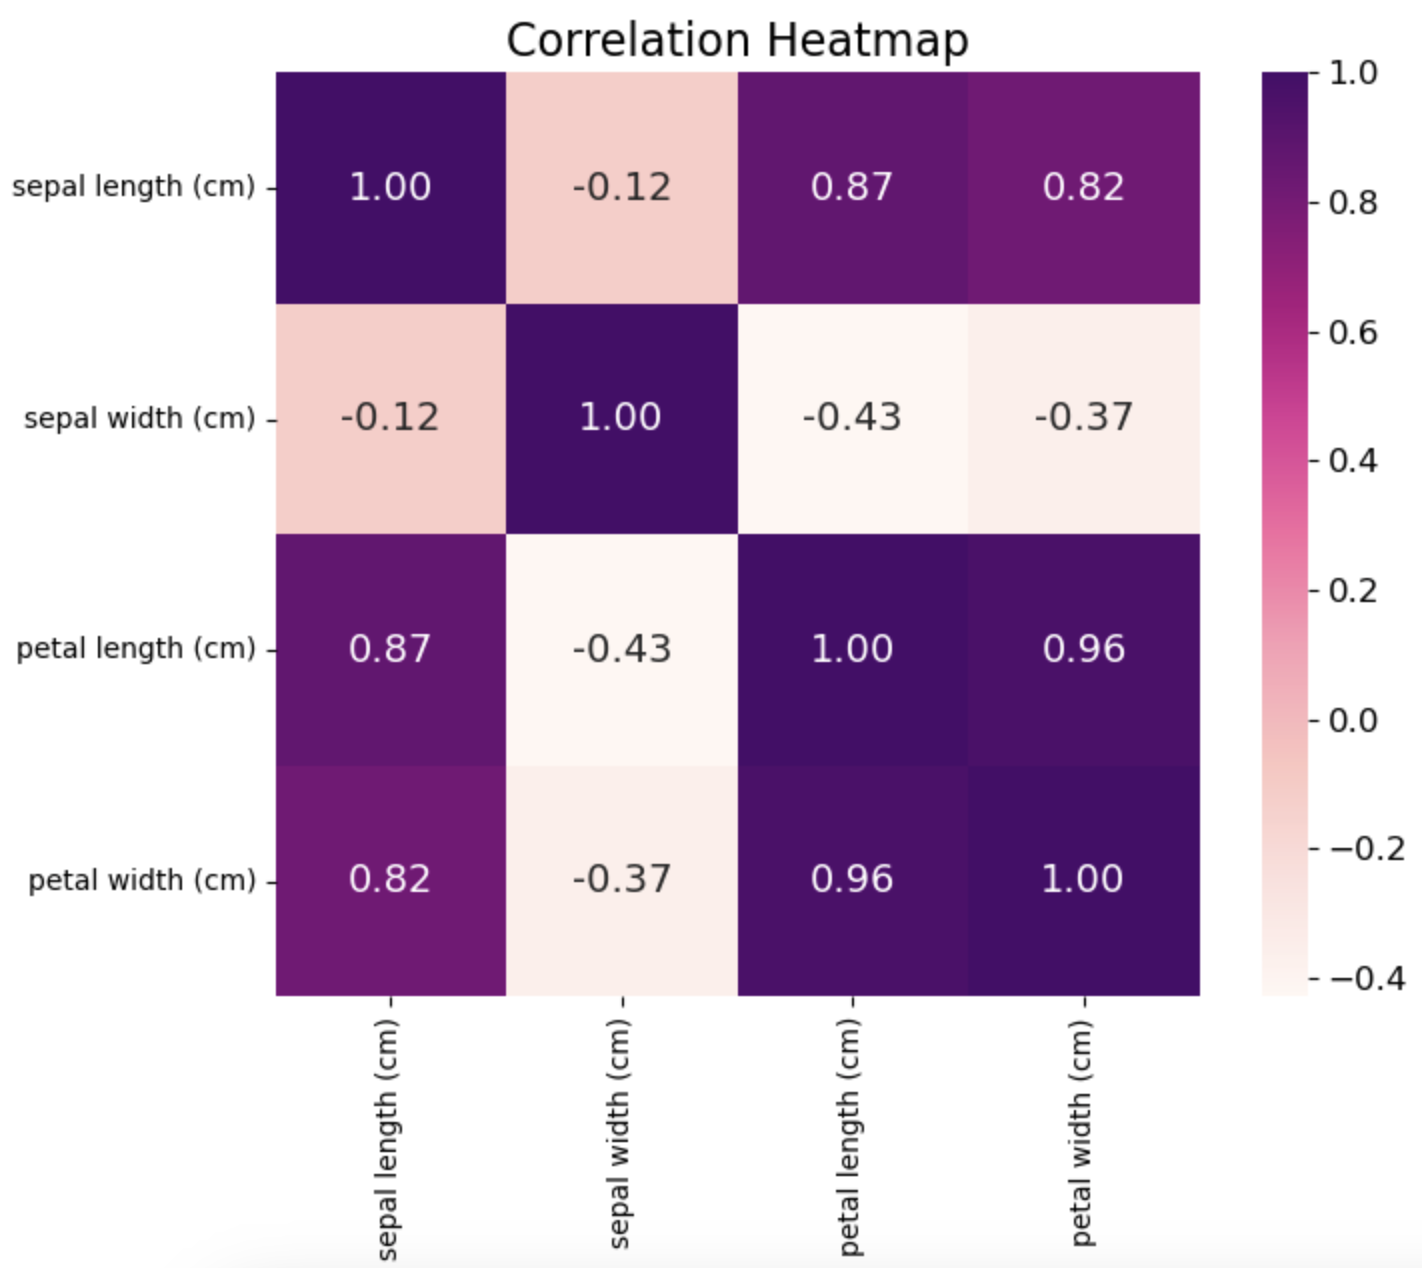 Correlation Heatmap
sepal length (cm)
1.00 -0.12 0.87 0.82
sepal width (cm)
-0.12 1.00 -0.43 -0.37
petal length (cm)
0.87 -0.43 1.00 0.96
petal width (cm)
0.82 -0.37 0.96 1.00
sepal length (cm)
sepal width (cm)
petal length (cm)
petal width (cm)
1.0
0.8
0.6
0.4
0.2
0.0
−0.2
−0.4